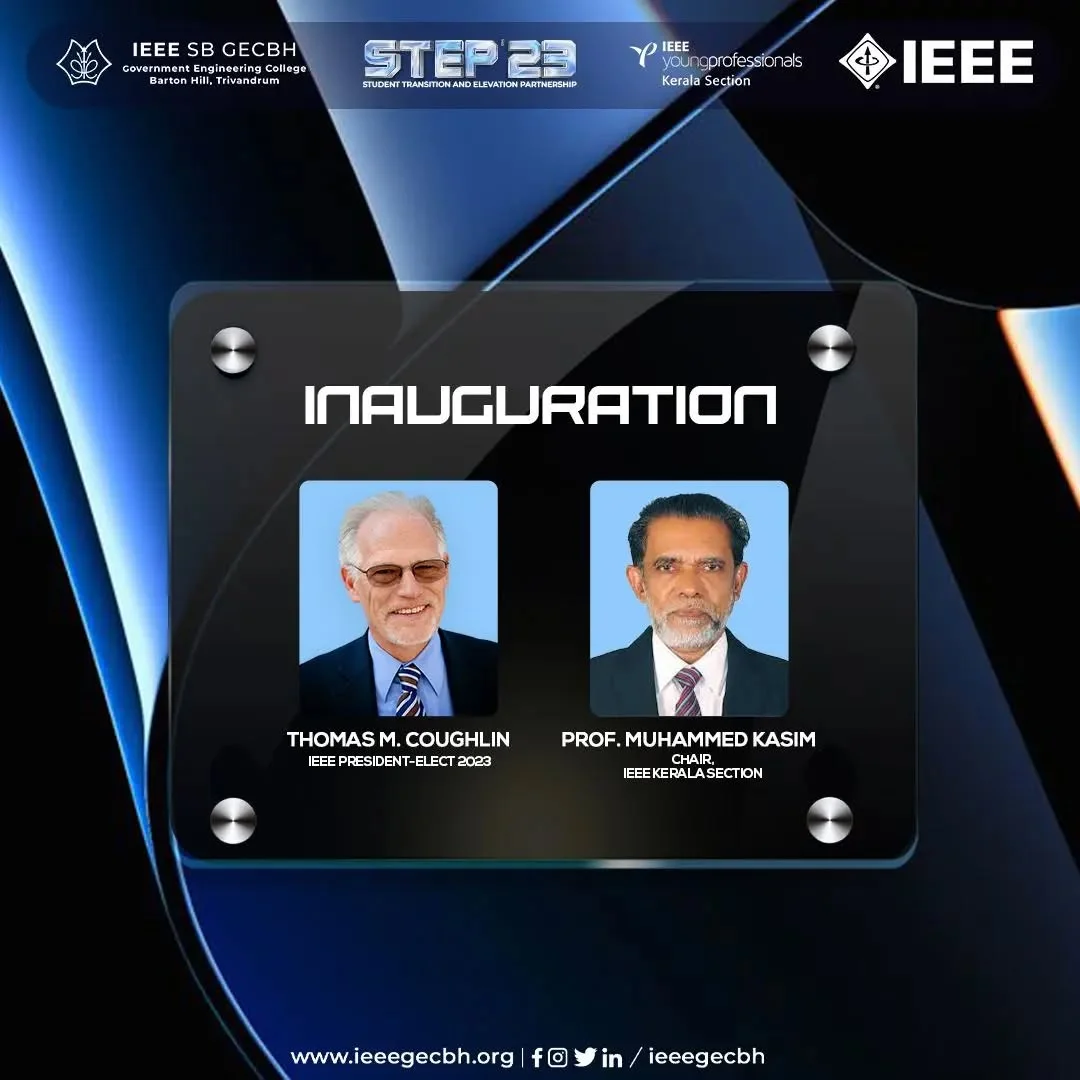 IEEE SB GECBH
Government Engineering College
Barton Hill, Trivandrum
STEP'23
STUDENT TRANSITION AND ELEVATION PARTNERSHIP
IEEE
youngprofessionals
Kerala Section
IEEE
INAUGURATION
THOMAS M. COUGHLIN
IEEE PRESIDENT-ELECT 2023
PROF. MUHAMMED KASIM
CHAIR,
IEEE KERALA SECTION
www.ieeegecbh.org | / ieeegecbh